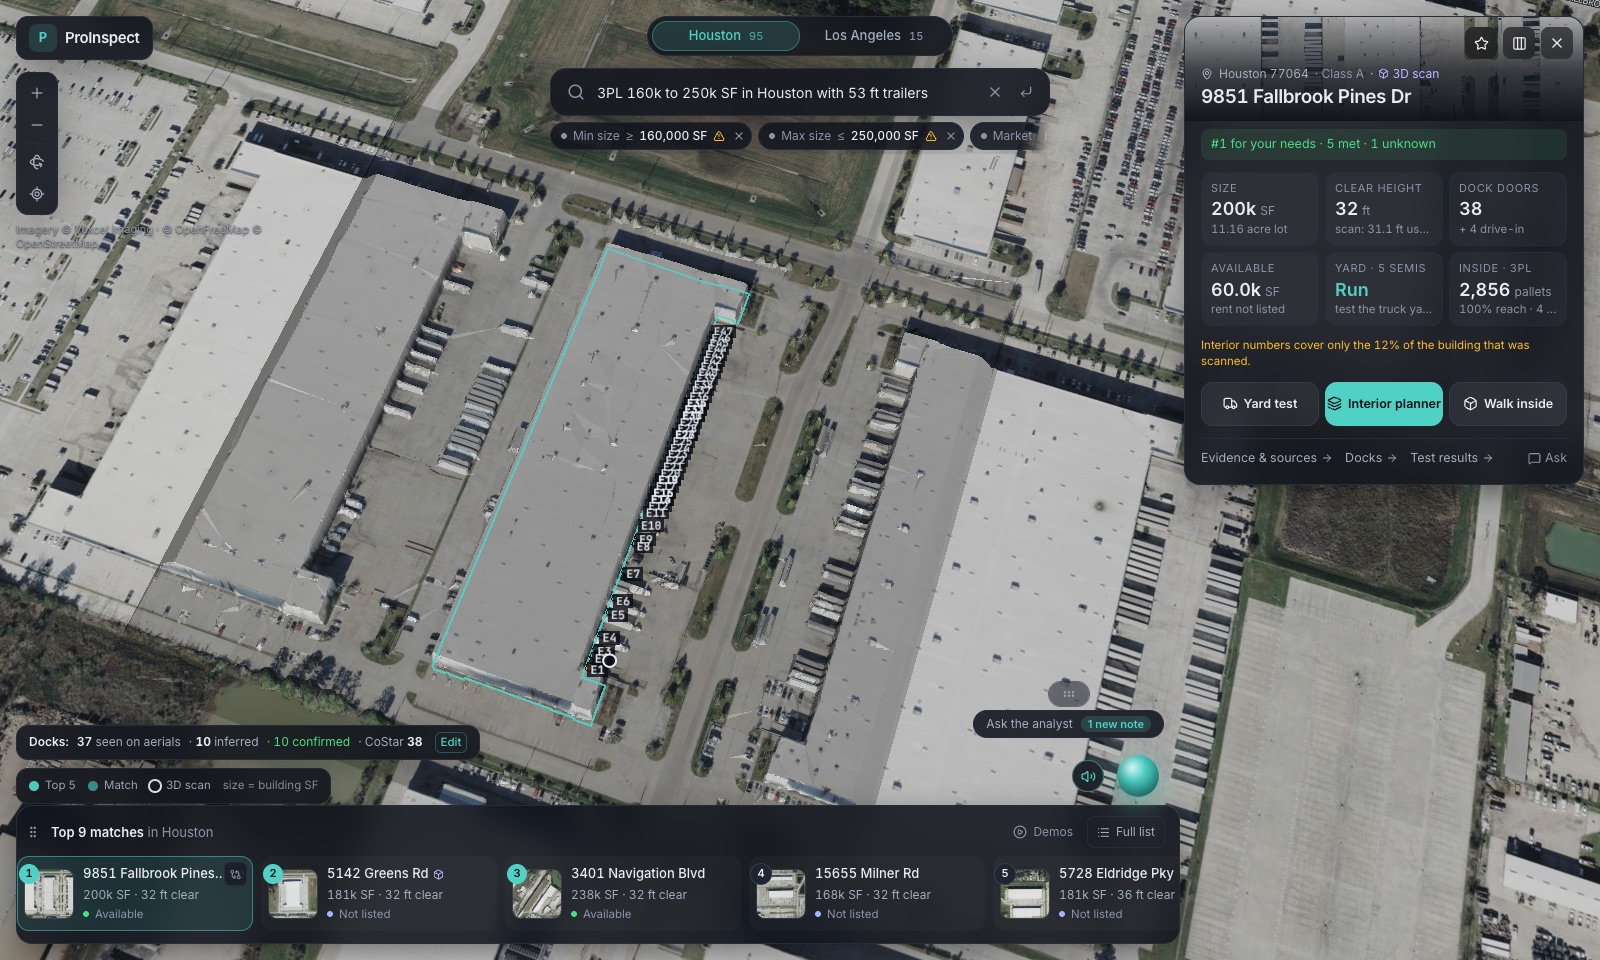 P ProInspect
Houston 95
Los Angeles 15
3PL 160k to 250k SF in Houston with 53 ft trailers
Min size ≥ 160,000 SF
Max size ≤ 250,000 SF
Market
Imagery © Vexcel Imaging · © OpenFreeMap ©
OpenStreetMap
Houston 77064 · Class A · 3D scan
9851 Fallbrook Pines Dr
#1 for your needs · 5 met · 1 unknown
SIZE
200k SF
11.16 acre lot
CLEAR HEIGHT
32 ft
scan: 31.1 ft us...
DOCK DOORS
38
+ 4 drive-in
AVAILABLE
60.0k SF
rent not listed
YARD · 5 SEMIS
Run
test the truck ya...
INSIDE · 3PL
2,856 pallets
100% reach · 4 ...
Interior numbers cover only the 12% of the building that was
scanned.
Yard test
Interior planner
Walk inside
Evidence & sources →
Docks →
Test results →
Ask
E47
E11
E10
E9
E8
E7
E6
E5
E4
E3
E1
Ask the analyst 1 new note
Docks: 37 seen on aerials · 10 inferred · 10 confirmed · CoStar 38 Edit
Top 5
Match
3D scan
size = building SF
Top 9 matches in Houston
Demos
Full list
1
9851 Fallbrook Pines...
200k SF · 32 ft clear
Available
2
5142 Greens Rd
181k SF · 32 ft clear
Not listed
3
3401 Navigation Blvd
238k SF · 32 ft clear
Available
4
15655 Milner Rd
168k SF · 32 ft clear
Not listed
5
5728 Eldridge Pky
181k SF · 36 ft clear
Not listed